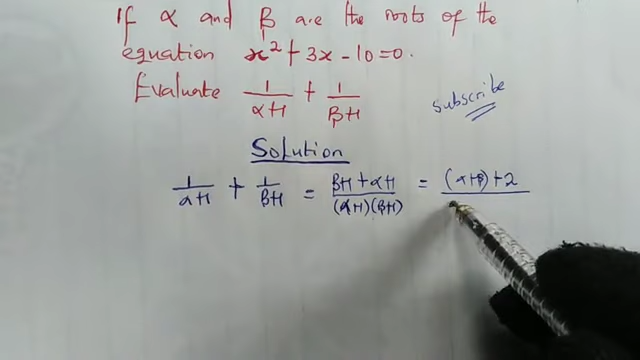 If α and β are the roots of the
equation x² + 3x - 10 = 0.
Evaluate 1/(α+1) + 1/(β+1)
subscribe
Solution
1/(α+1) + 1/(β+1) = (β+1+α+1)/((α+1)(β+1)) = (α+β)+2